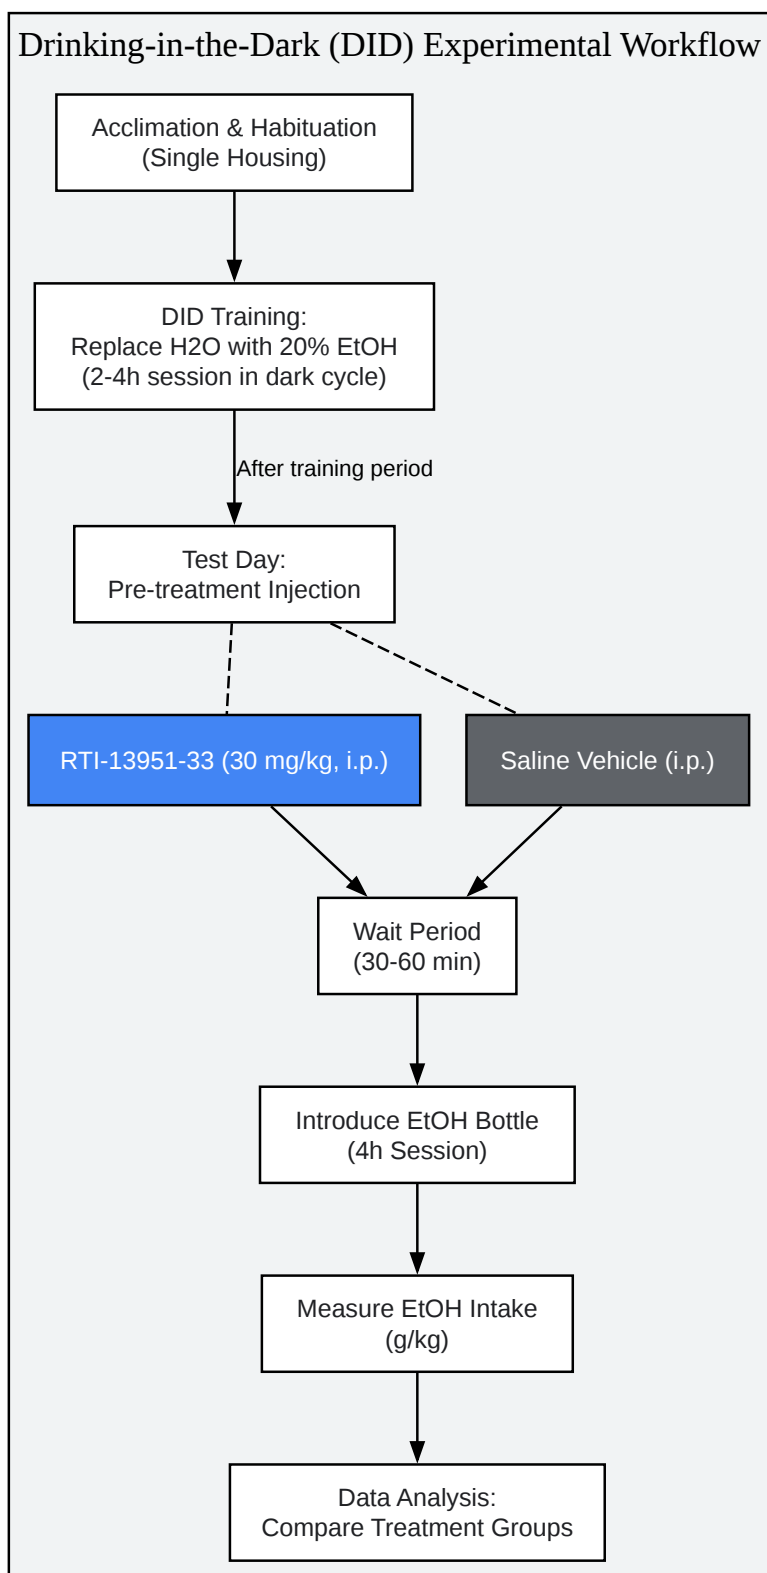 Drinking-in-the-Dark (DID) Experimental Workflow
Acclimation & Habituation
(Single Housing)
DID Training:
Replace H2O with 20% EtOH
(2-4h session in dark cycle)
After training period
Test Day:
Pre-treatment Injection
RTI-13951-33 (30 mg/kg, i.p.)
Saline Vehicle (i.p.)
Wait Period
(30-60 min)
Introduce EtOH Bottle
(4h Session)
Measure EtOH Intake
(g/kg)
Data Analysis:
Compare Treatment Groups